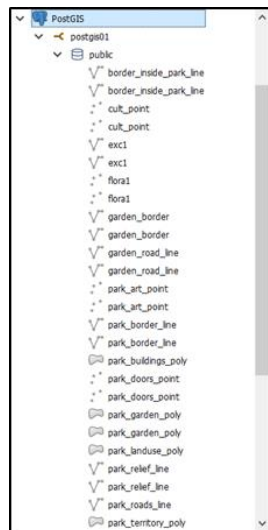 PostGIS
postgis01
public
border_inside_park_line
border_inside_park_line
cult_point
cult_point
exc1
exc1
flora1
flora1
garden_border
garden_border
garden_road_line
garden_road_line
park_art_point
park_art_point
park_border_line
park_border_line
park_buildings_poly
park_doors_point
park_doors_point
park_garden_poly
park_garden_poly
park_landuse_poly
park_relief_line
park_relief_line
park_roads_line
park_territory_poly